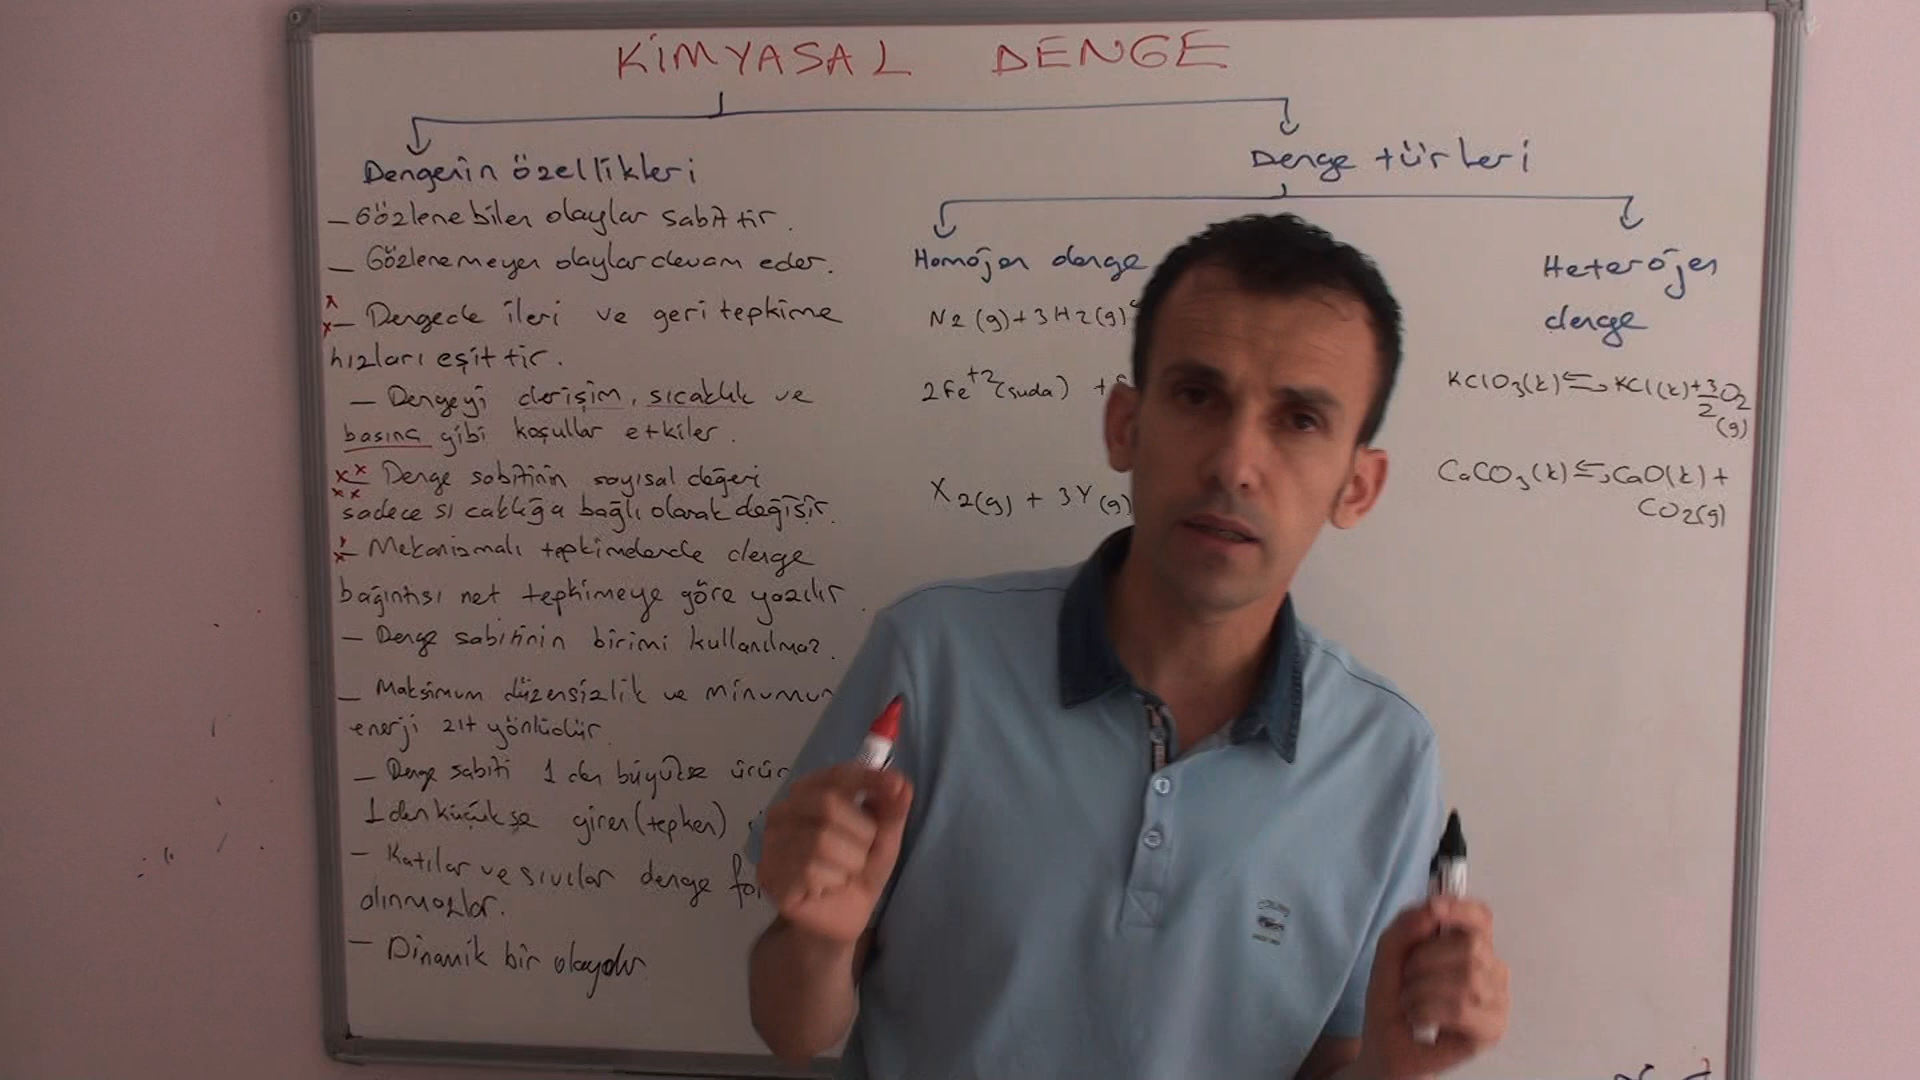 KİMYASAL DENGE
Dengenin özellikleri
– Gözlenebilen olaylar sabittir.
– Gözlenemeyen olaylar devam eder.
x
x– Dengede ileri ve geri tepkime
hızları eşittir.
– Dengeyi derişim, sıcaklık ve
basınç gibi koşullar etkiler.
x x
x x – Denge sabitinin sayısal değeri
sadece sıcaklığa bağlı olarak değişir.
x
x – Mekanizmalı tepkimelerde denge
bağıntısı net tepkimeye göre yazılır.
– Denge sabitinin birimi kullanılmaz.
– Maksimum düzensizlik ve minumum
enerji zıt yönlüdür.
– Denge sabiti 1 den büyükse
1 den küçükse giren (tepken)
– Katılar ve sıvılar denge
alınmazlar.
– Dinamik bir olaydır
Denge türleri
Homojen denge
N2 (g) + 3H2 (g)
2Fe+2 (suda) +
X2(g) + 3Y(g)
Heterojen
denge
KClO3(k) ⇌ KCl(k) + 3/2 O2
(g)
CaCO3(k) ⇌ CaO(k) +
CO2(g)